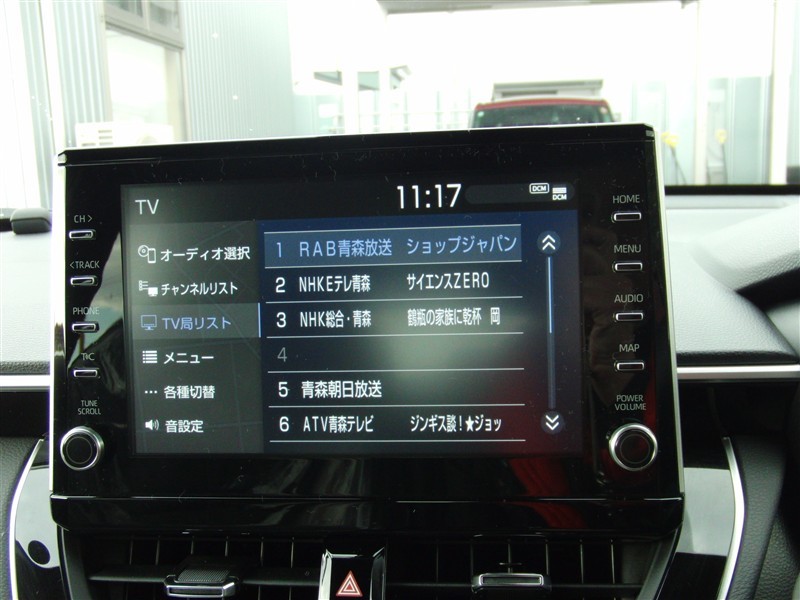 TV
11:17
DCM
DCM
オーディオ選択
チャンネルリスト
TV局リスト
メニュー
各種切替
音設定
1 RAB青森放送 ショップジャパン
2 NHKEテレ青森 サイエンスZERO
3 NHK総合・青森 鶴瓶の家族に乾杯 岡
4
5 青森朝日放送
6 ATV青森テレビ ジンギス談!★ジョッ
CH >
< TRACK
PHONE
T-C
TUNE
SCROLL
HOME
MENU
AUDIO
MAP
POWER
VOLUME